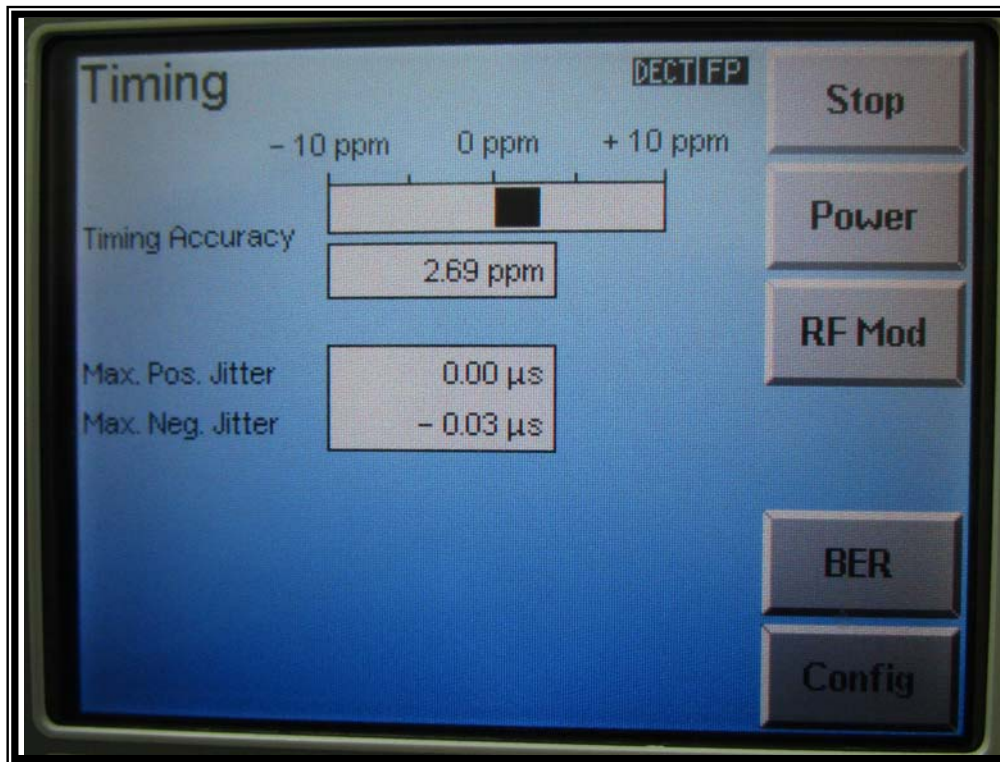 Timing
DECT FP
Stop
– 10 ppm 0 ppm + 10 ppm
Power
Timing Accuracy
2.69 ppm
RF Mod
Max. Pos. Jitter 0.00 µs
Max. Neg. Jitter – 0.03 µs
BER
Config